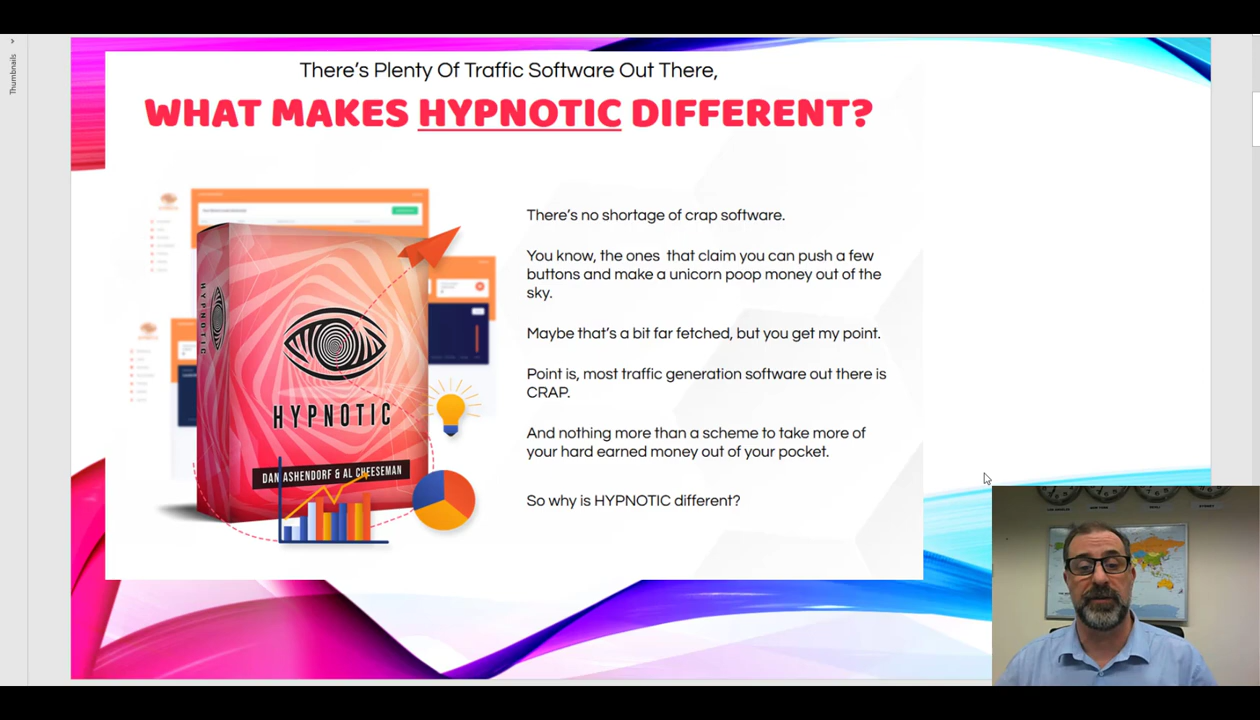 Thumbnails
There's Plenty Of Traffic Software Out There,
WHAT MAKES HYPNOTIC DIFFERENT?
There's no shortage of crap software.
You know, the ones that claim you can push a few
buttons and make a unicorn poop money out of the
sky.
Maybe that's a bit far fetched, but you get my point.
Point is, most traffic generation software out there is
CRAP.
And nothing more than a scheme to take more of
your hard earned money out of your pocket.
So why is HYPNOTIC different?
HYPNOTIC
HYPNOTIC
DAN ASHENDORF & AL CHEESEMAN